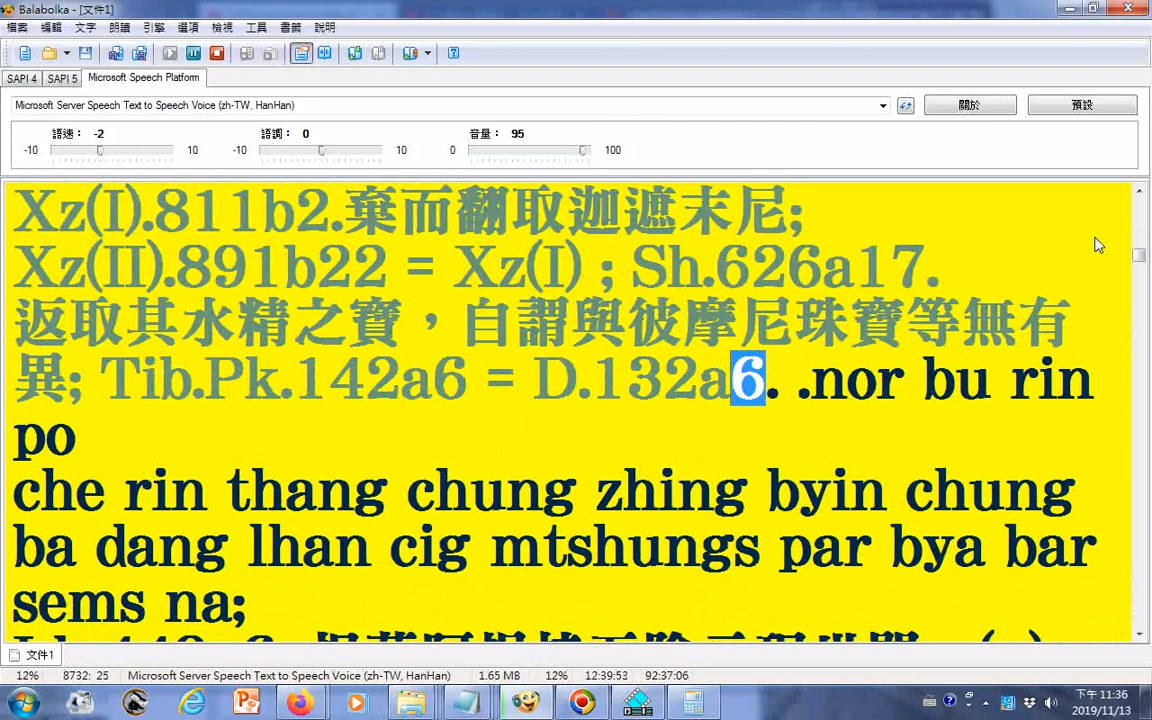 Balabolka - [文件1]
檔案 編輯 文字 朗讀 引擎 選項 檢視 工具 書籤 說明
SAPI 4 SAPI 5 Microsoft Speech Platform
Microsoft Server Speech Text to Speech Voice (zh-TW, HanHan) 關於 預設
語速： -2 語調： 0 音量： 95
-10 10 -10 10 0 100
Xz(I).811b2.棄而翻取迦遮末尼;
Xz(II).891b22 = Xz(I) ; Sh.626a17.
返取其水精之寶，自謂與彼摩尼珠寶等無有
異; Tib.Pk.142a6 = D.132a6. .nor bu rin
po
che rin thang chung zhing byin chung
ba dang lhan cig mtshungs par bya bar
sems na;
文件1
12% 8732: 25 Microsoft Server Speech Text to Speech Voice (zh-TW, HanHan) 1.65 MB 12% 12:39:53 92:37:06
下午 11:36
2019/11/13